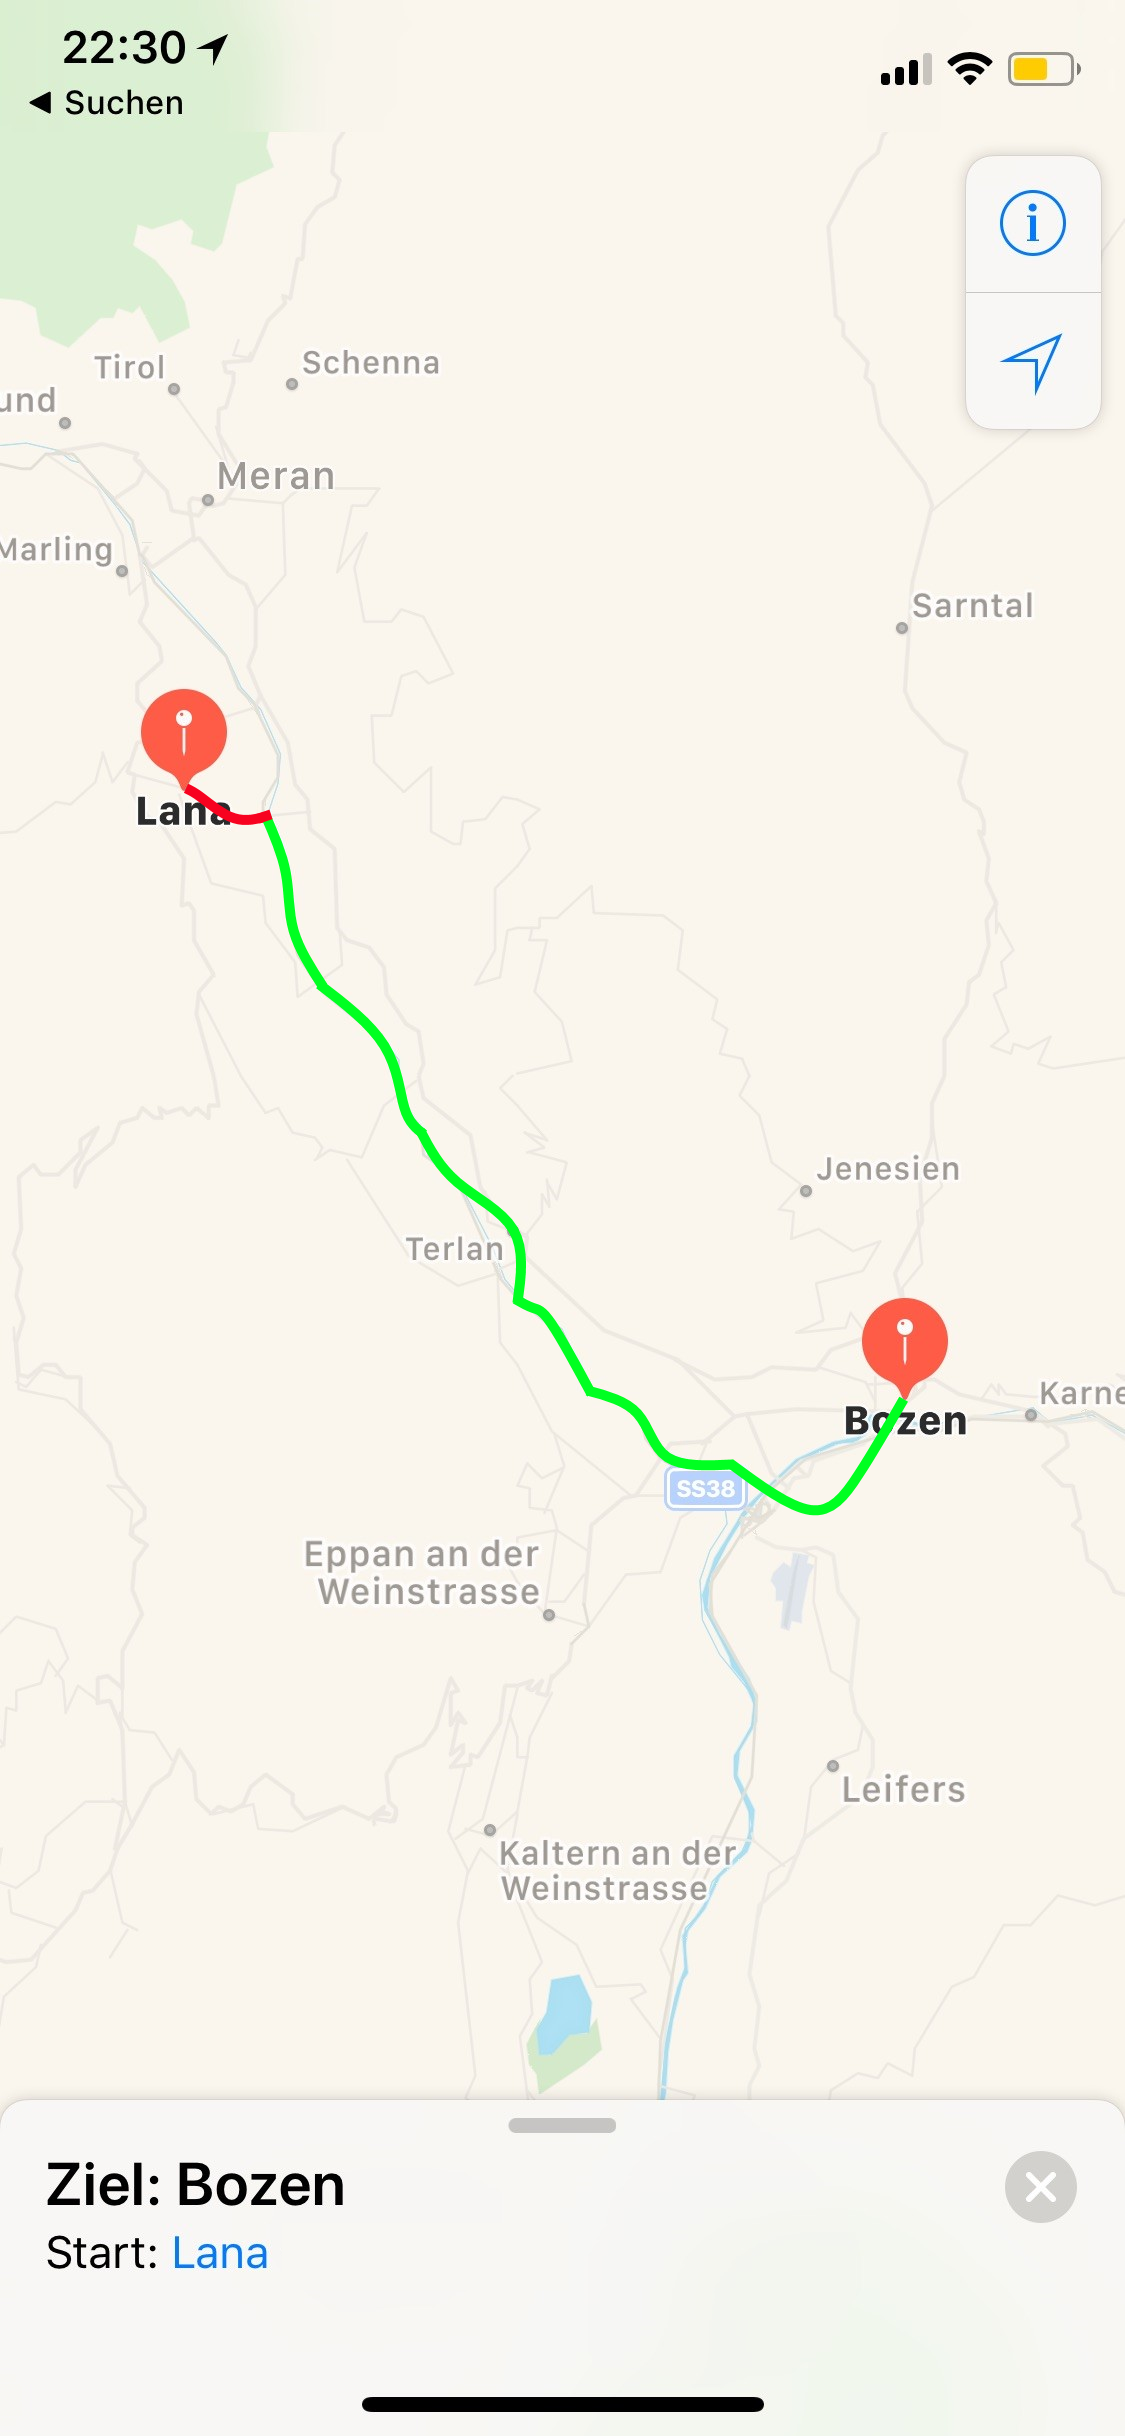 22:30
Suchen
Tirol
Schenna
und
Meran
Marling
Sarntal
Lana
Jenesien
Terlan
Karne
Bozen
SS38
Eppan an der
Weinstrasse
Leifers
Kaltern an der
Weinstrasse
Ziel: Bozen
Start: Lana